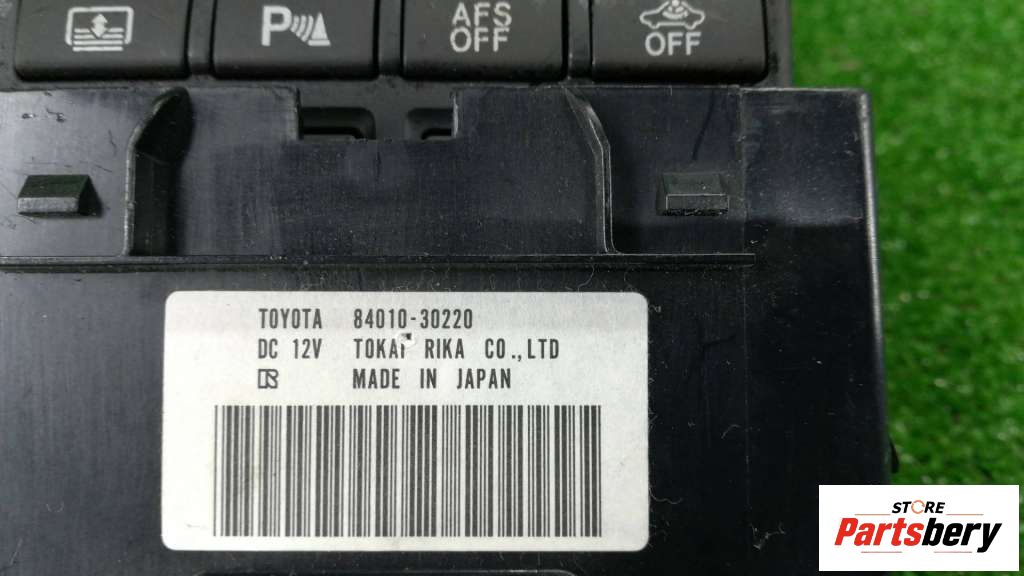 P
AFS
OFF
OFF
TOYOTA 84010-30220
DC 12V TOKAI RIKA CO.,LTD
MADE IN JAPAN
STORE
Partsbery